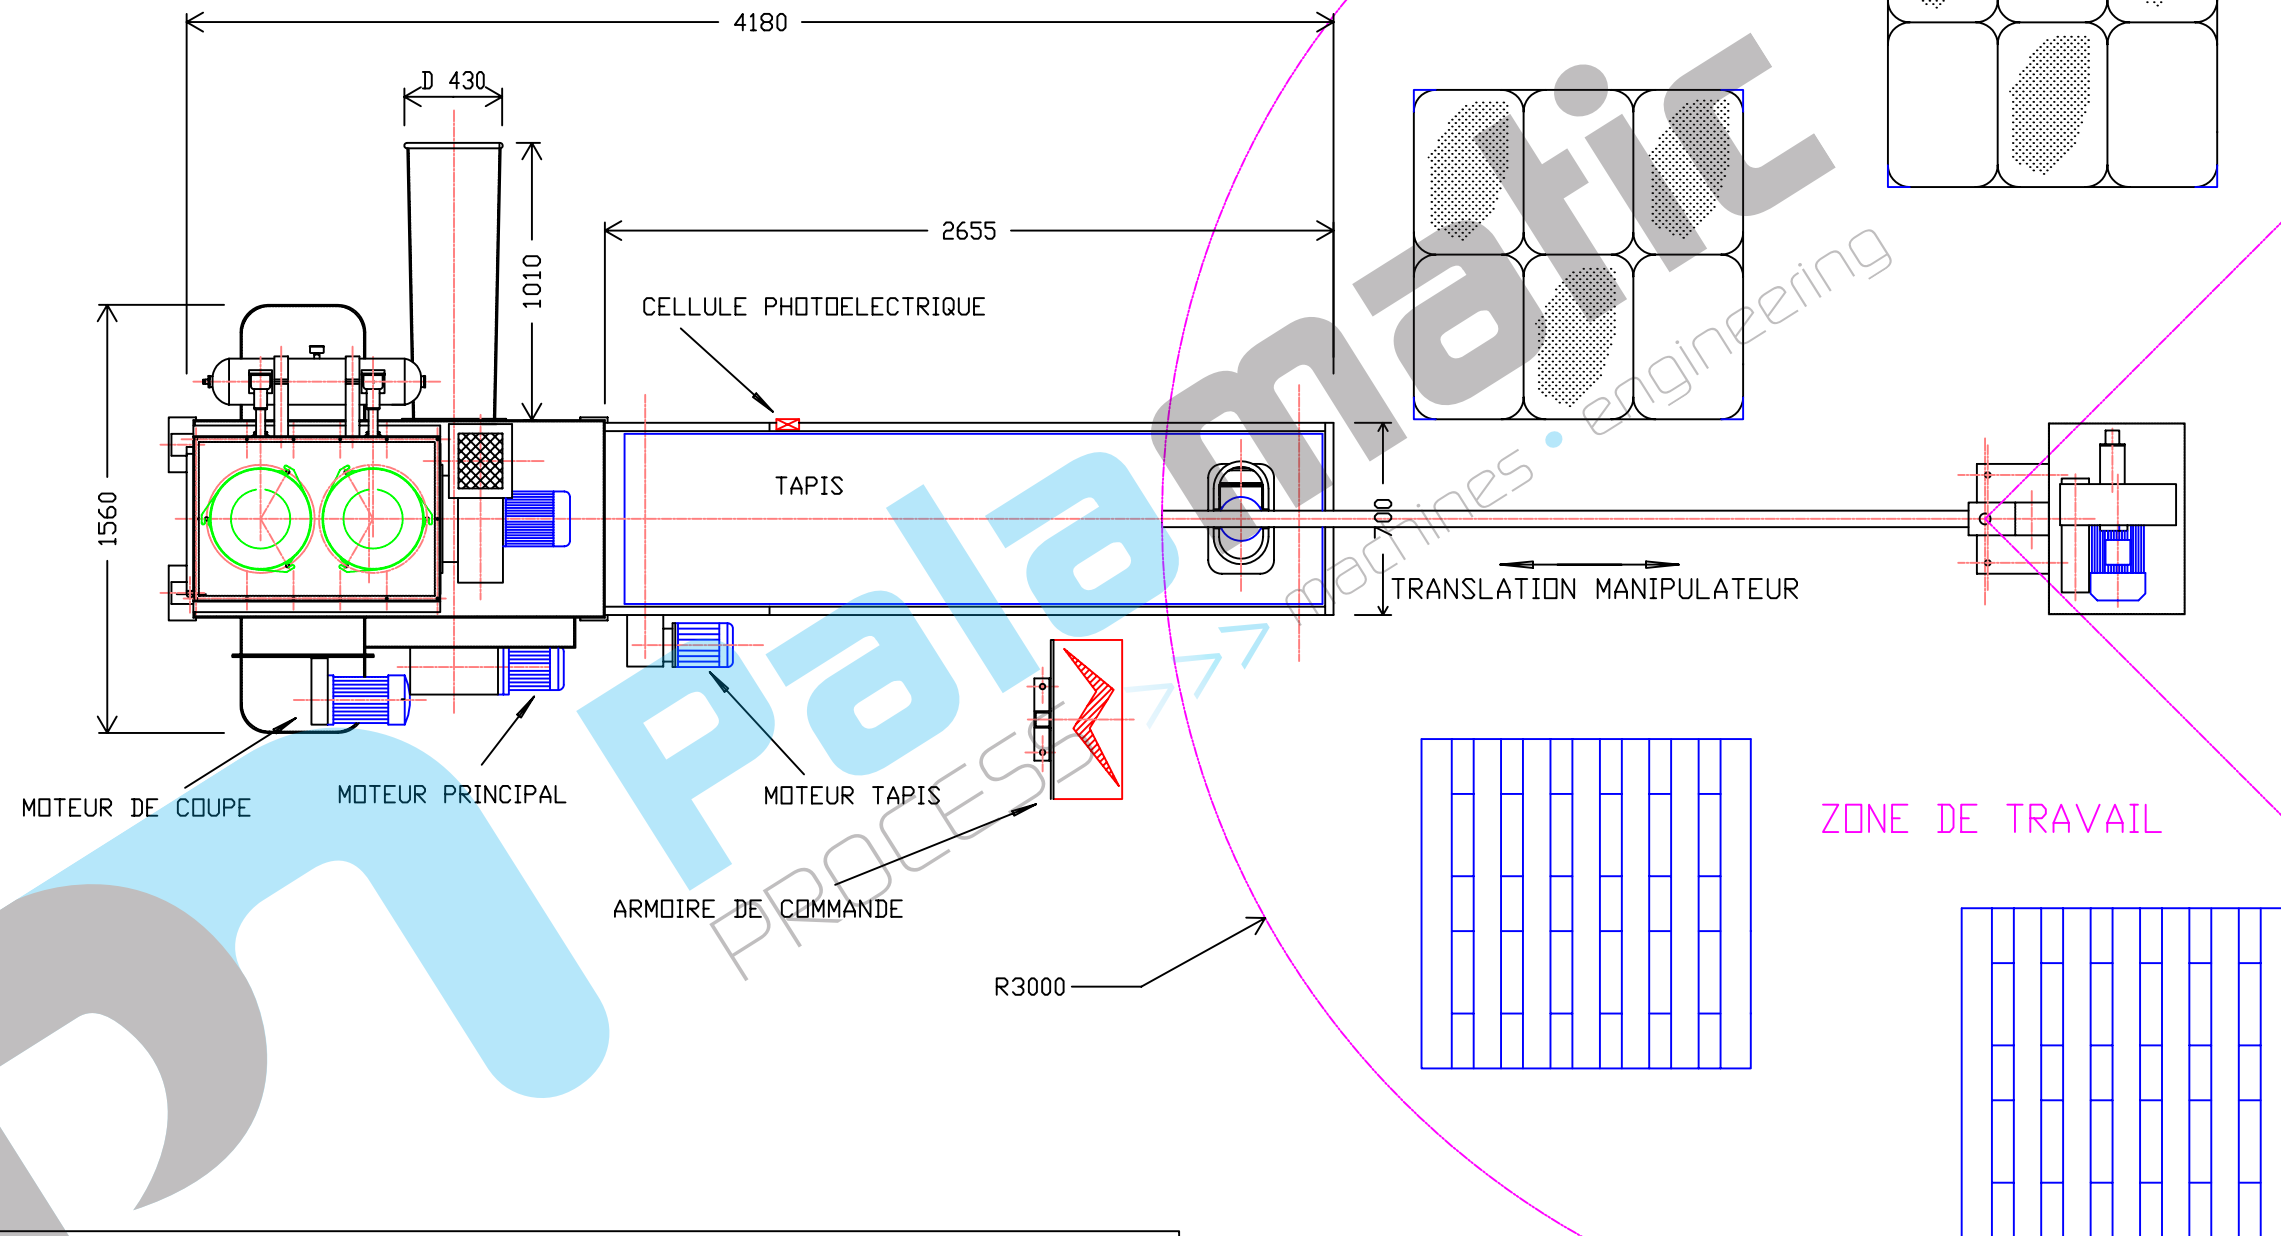 4180
D 430
1010
2655
CELLULE PHOTOELECTRIQUE
1560
TAPIS
700
TRANSLATION MANIPULATEUR
MOTEUR DE COUPE
MOTEUR PRINCIPAL
MOTEUR TAPIS
ZONE DE TRAVAIL
ARMOIRE DE COMMANDE
R3000
Palamatic
PROCESS >>> machines • engineering